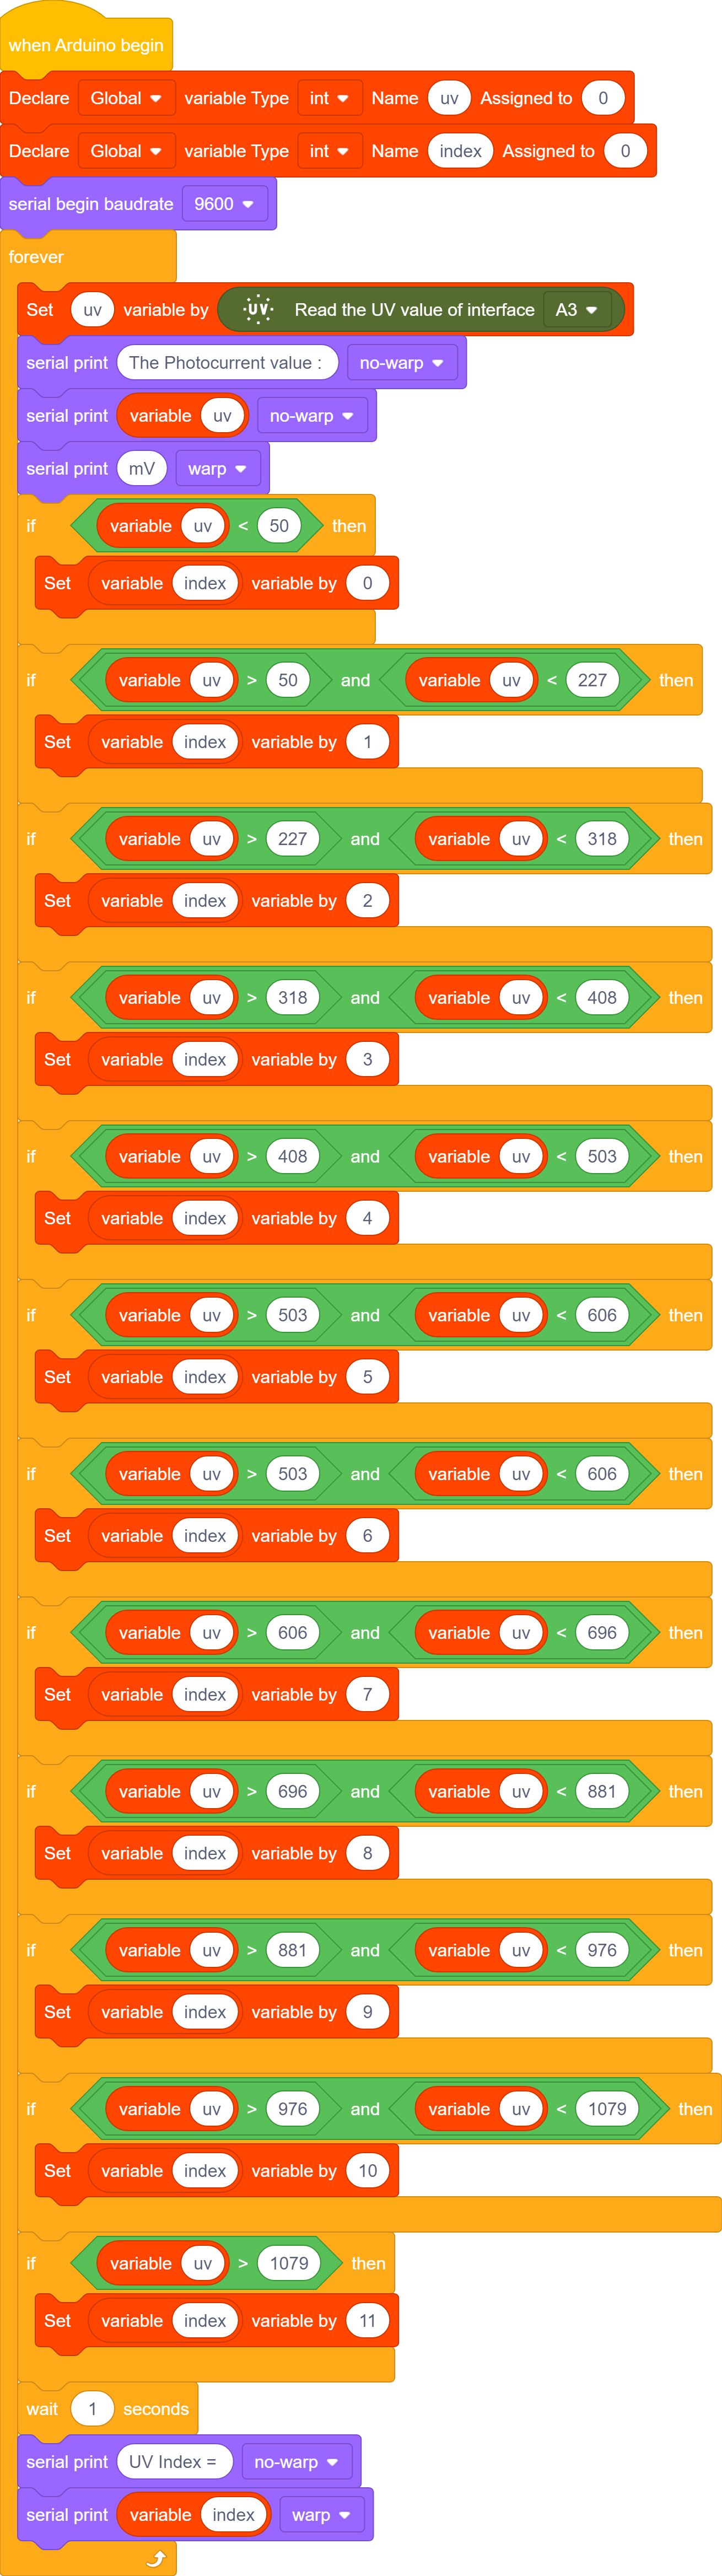 when Arduino begin
Declare Global variable Type int Name uv Assigned to 0
Declare Global variable Type int Name index Assigned to 0
serial begin baudrate 9600
forever
Set uv variable by UV Read the UV value of interface A3
serial print The Photocurrent value : no-warp
serial print variable uv no-warp
serial print mV warp
if variable uv < 50 then
Set variable index variable by 0
if variable uv > 50 and variable uv < 227 then
Set variable index variable by 1
if variable uv > 227 and variable uv < 318 then
Set variable index variable by 2
if variable uv > 318 and variable uv < 408 then
Set variable index variable by 3
if variable uv > 408 and variable uv < 503 then
Set variable index variable by 4
if variable uv > 503 and variable uv < 606 then
Set variable index variable by 5
if variable uv > 503 and variable uv < 606 then
Set variable index variable by 6
if variable uv > 606 and variable uv < 696 then
Set variable index variable by 7
if variable uv > 696 and variable uv < 881 then
Set variable index variable by 8
if variable uv > 881 and variable uv < 976 then
Set variable index variable by 9
if variable uv > 976 and variable uv < 1079 then
Set variable index variable by 10
if variable uv > 1079 then
Set variable index variable by 11
wait 1 seconds
serial print UV Index = no-warp
serial print variable index warp